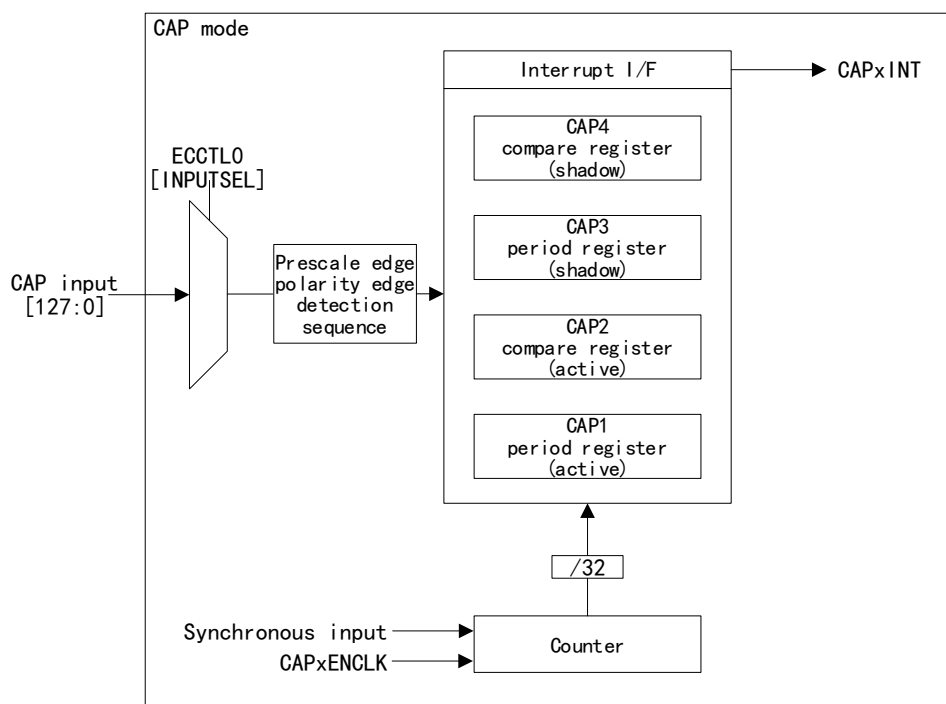 CAP mode
Interrupt I/F
CAPxINT
CAP4
compare register
(shadow)
ECCTL0
[INPUTSEL]
CAP3
period register
(shadow)
Prescale edge
polarity edge
detection
sequence
CAP input
[127:0]
CAP2
compare register
(active)
CAP1
period register
(active)
/32
Synchronous input
CAPxENCLK
Counter